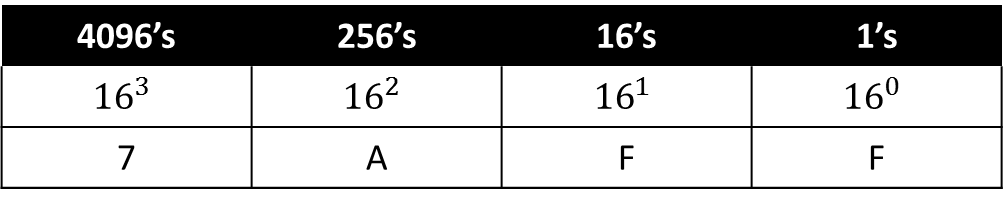 4096’s 256’s 16’s 1’s
16³ 16² 16¹ 16⁰
7 A F F